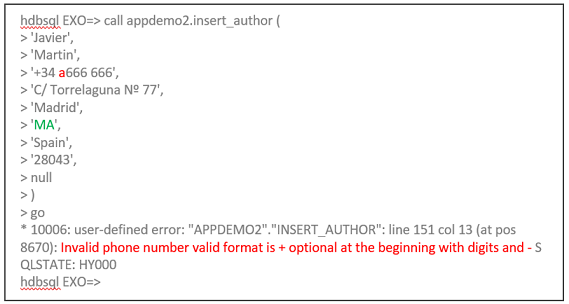 hdbsql EXO=> call appdemo2.insert_author (
> 'Javier',
> 'Martin',
> '+34 a666 666',
> 'C/ Torrelaguna Nº 77',
> 'Madrid',
> 'MA',
> 'Spain',
> '28043',
> null
> )
> go
* 10006: user-defined error: "APPDEMO2"."INSERT_AUTHOR": line 151 col 13 (at pos
8670): Invalid phone number valid format is + optional at the beginning with digits and - S
QLSTATE: HY000
hdbsql EXO=>